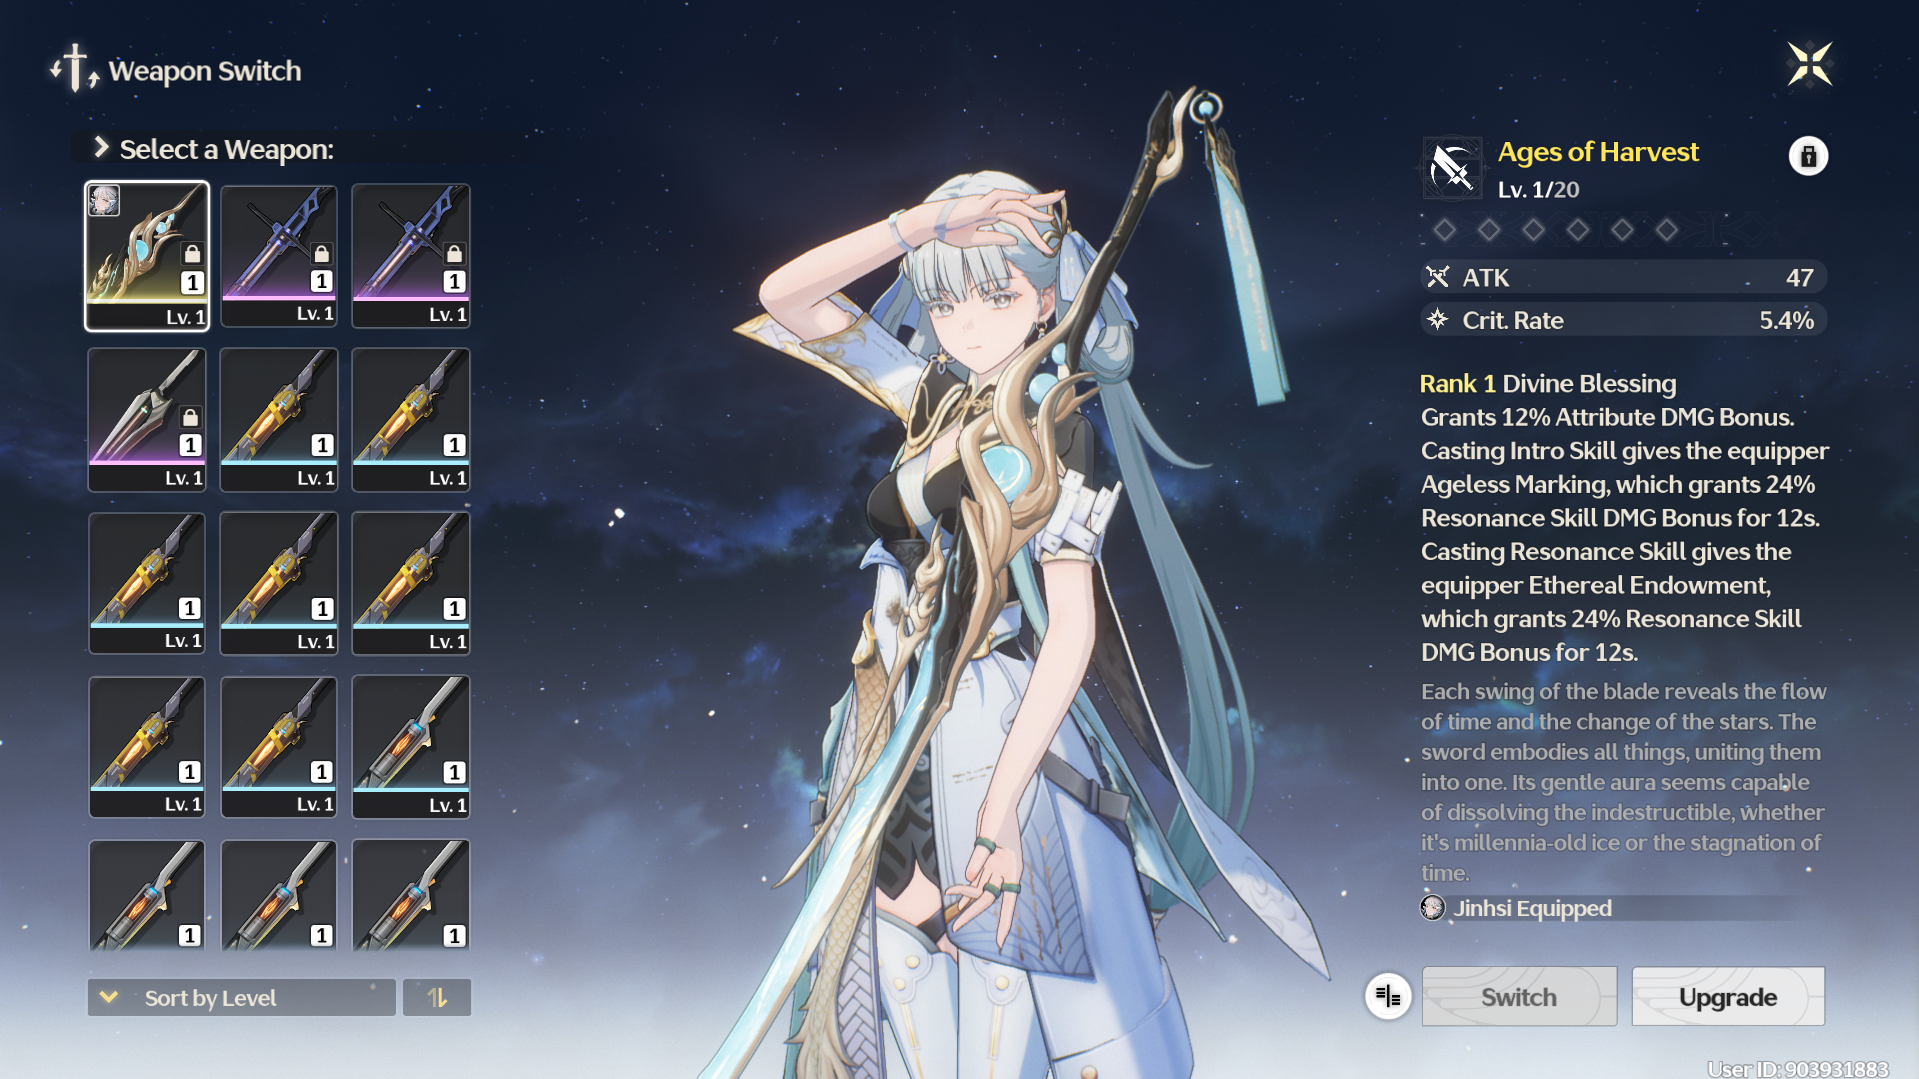 Weapon Switch
Select a Weapon:
1
Lv. 1
1
Lv. 1
1
Lv. 1
1
Lv. 1
1
Lv. 1
1
Lv. 1
1
Lv. 1
1
Lv. 1
1
Lv. 1
1
Lv. 1
1
Lv. 1
1
Lv. 1
1
1
1
Sort by Level
Ages of Harvest
Lv. 1/20
ATK 47
Crit. Rate 5.4%
Rank 1 Divine Blessing
Grants 12% Attribute DMG Bonus.
Casting Intro Skill gives the equipper
Ageless Marking, which grants 24%
Resonance Skill DMG Bonus for 12s.
Casting Resonance Skill gives the
equipper Ethereal Endowment,
which grants 24% Resonance Skill
DMG Bonus for 12s.
Each swing of the blade reveals the flow
of time and the change of the stars. The
sword embodies all things, uniting them
into one. Its gentle aura seems capable
of dissolving the indestructible, whether
it's millennia-old ice or the stagnation of
time.
Jinhsi Equipped
Switch
Upgrade
User ID: 903931883